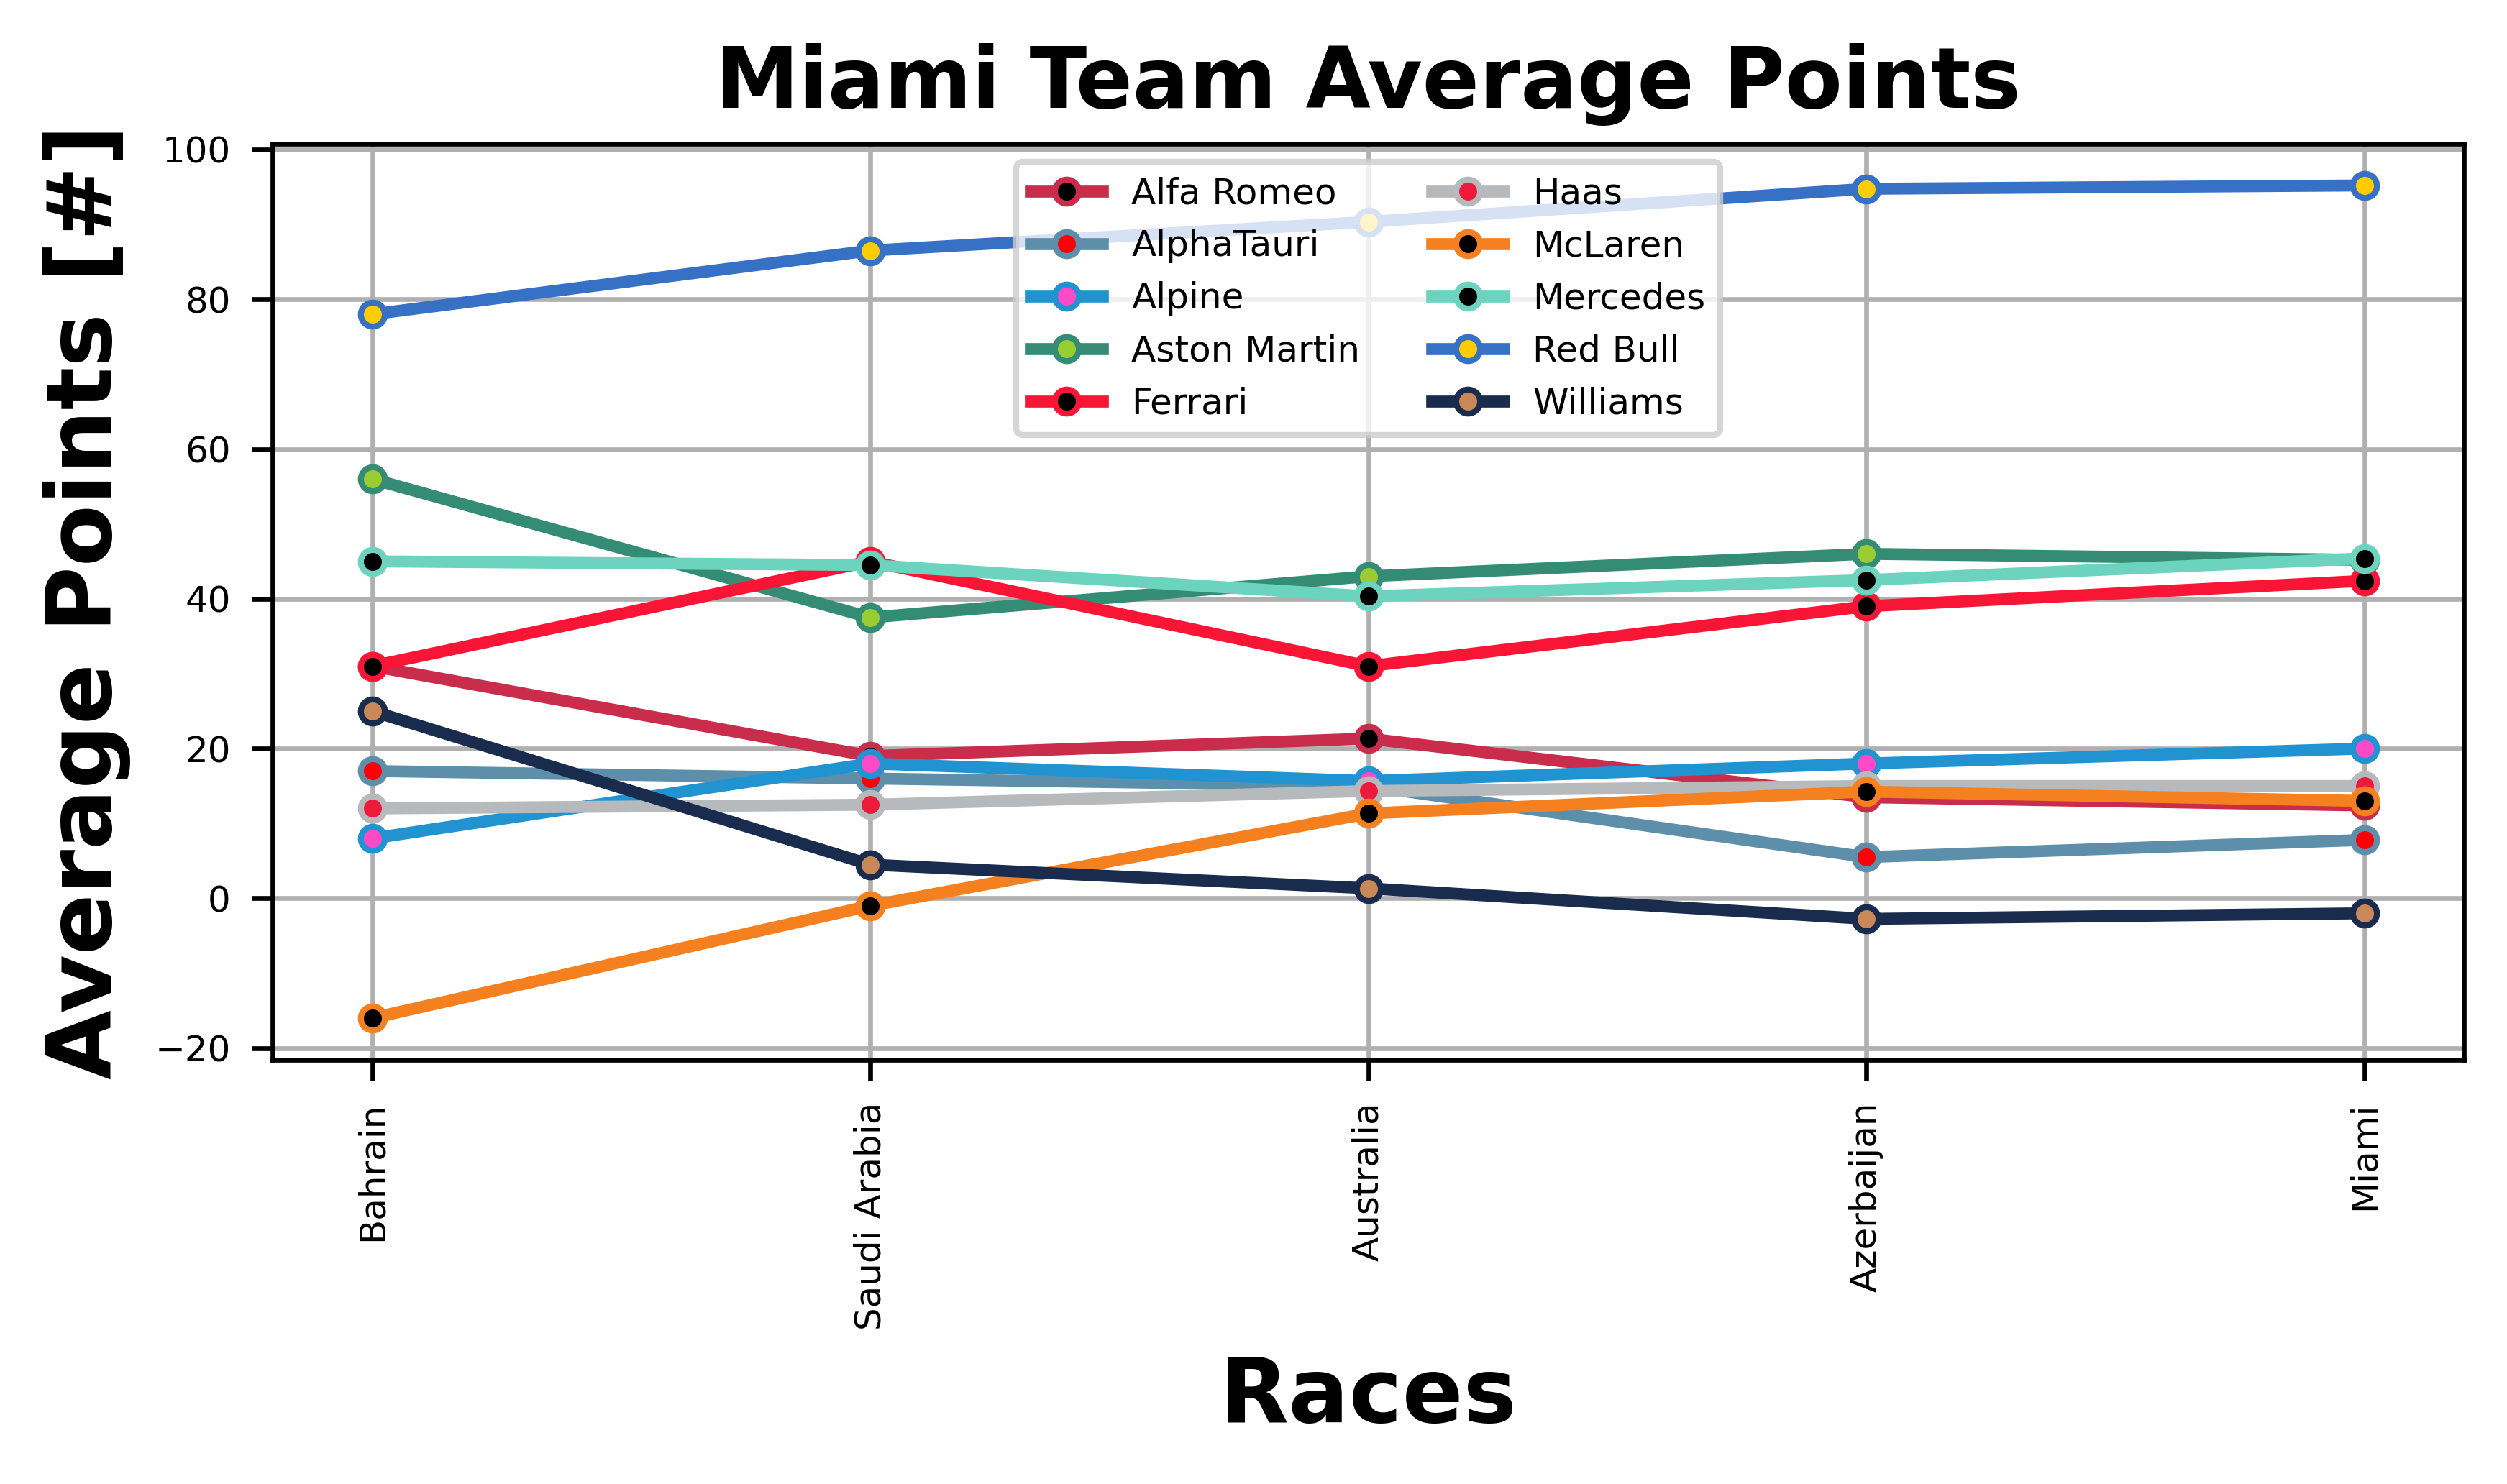 Miami Team Average Points
Average Points [#]
100
80
60
40
20
0
−20
Alfa Romeo
AlphaTauri
Alpine
Aston Martin
Ferrari
Haas
McLaren
Mercedes
Red Bull
Williams
Bahrain
Saudi Arabia
Australia
Azerbaijan
Miami
Races